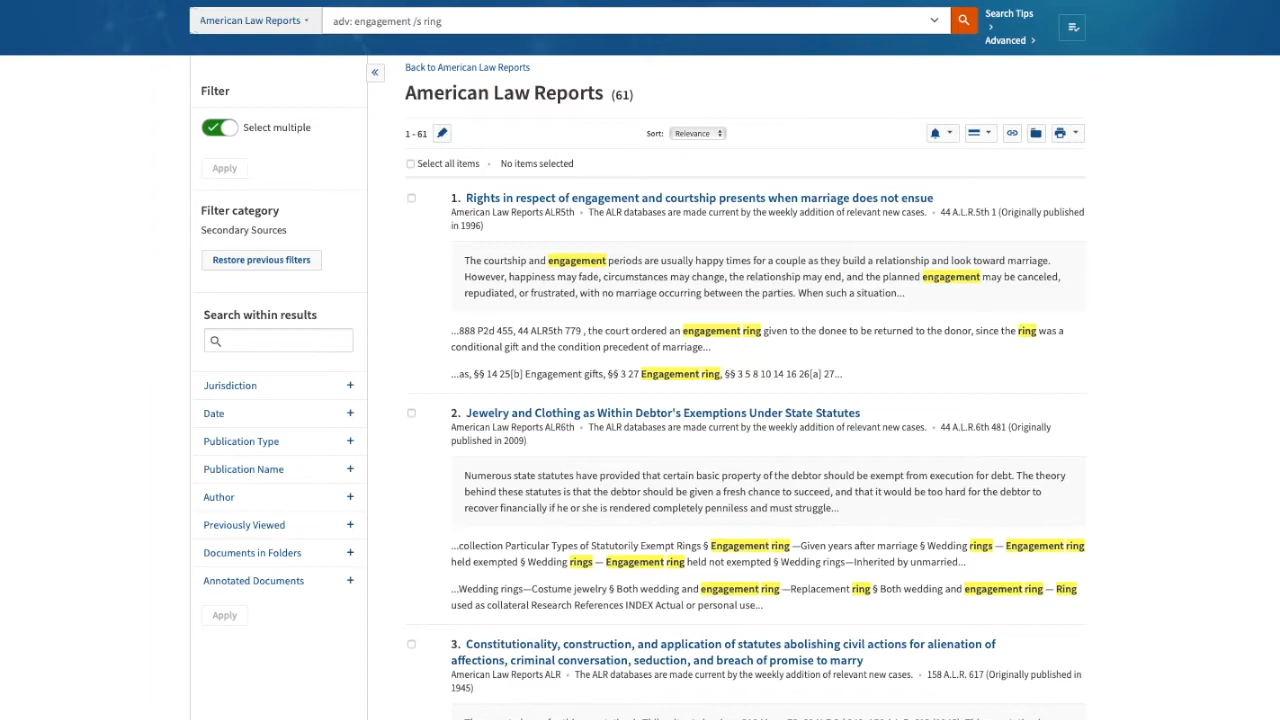 American Law Reports
adv: engagement /s ring
Search Tips
>
Advanced >
Filter
Select multiple
Apply
Filter category
Secondary Sources
Restore previous filters
Search within results
Jurisdiction +
Date +
Publication Type +
Publication Name +
Author +
Previously Viewed +
Documents in Folders +
Annotated Documents +
Apply
«
Back to American Law Reports
American Law Reports (61)
1 - 61
Sort: Relevance
Select all items • No items selected
1. Rights in respect of engagement and courtship presents when marriage does not ensue
American Law Reports ALR5th • The ALR databases are made current by the weekly addition of relevant new cases. • 44 A.L.R.5th 1 (Originally published
in 1996)
The courtship and engagement periods are usually happy times for a couple as they build a relationship and look toward marriage.
However, happiness may fade, circumstances may change, the relationship may end, and the planned engagement may be canceled,
repudiated, or frustrated, with no marriage occurring between the parties. When such a situation...
...888 P2d 455, 44 ALR5th 779 , the court ordered an engagement ring given to the donee to be returned to the donor, since the ring was a
conditional gift and the condition precedent of marriage...
...as, §§ 14 25[b] Engagement gifts, §§ 3 27 Engagement ring, §§ 3 5 8 10 14 16 26[a] 27...
2. Jewelry and Clothing as Within Debtor's Exemptions Under State Statutes
American Law Reports ALR6th • The ALR databases are made current by the weekly addition of relevant new cases. • 44 A.L.R.6th 481 (Originally
published in 2009)
Numerous state statutes have provided that certain basic property of the debtor should be exempt from execution for debt. The theory
behind these statutes is that the debtor should be given a fresh chance to succeed, and that it would be too hard for the debtor to
recover financially if he or she is rendered completely penniless and must struggle...
...collection Particular Types of Statutorily Exempt Rings § Engagement ring —Given years after marriage § Wedding rings — Engagement ring
held exempted § Wedding rings — Engagement ring held not exempted § Wedding rings—Inherited by unmarried...
...Wedding rings—Costume jewelry § Both wedding and engagement ring —Replacement ring § Both wedding and engagement ring — Ring
used as collateral Research References INDEX Actual or personal use...
3. Constitutionality, construction, and application of statutes abolishing civil actions for alienation of
affections, criminal conversation, seduction, and breach of promise to marry
American Law Reports ALR • The ALR databases are made current by the weekly addition of relevant new cases. • 158 A.L.R. 617 (Originally published in
1945)